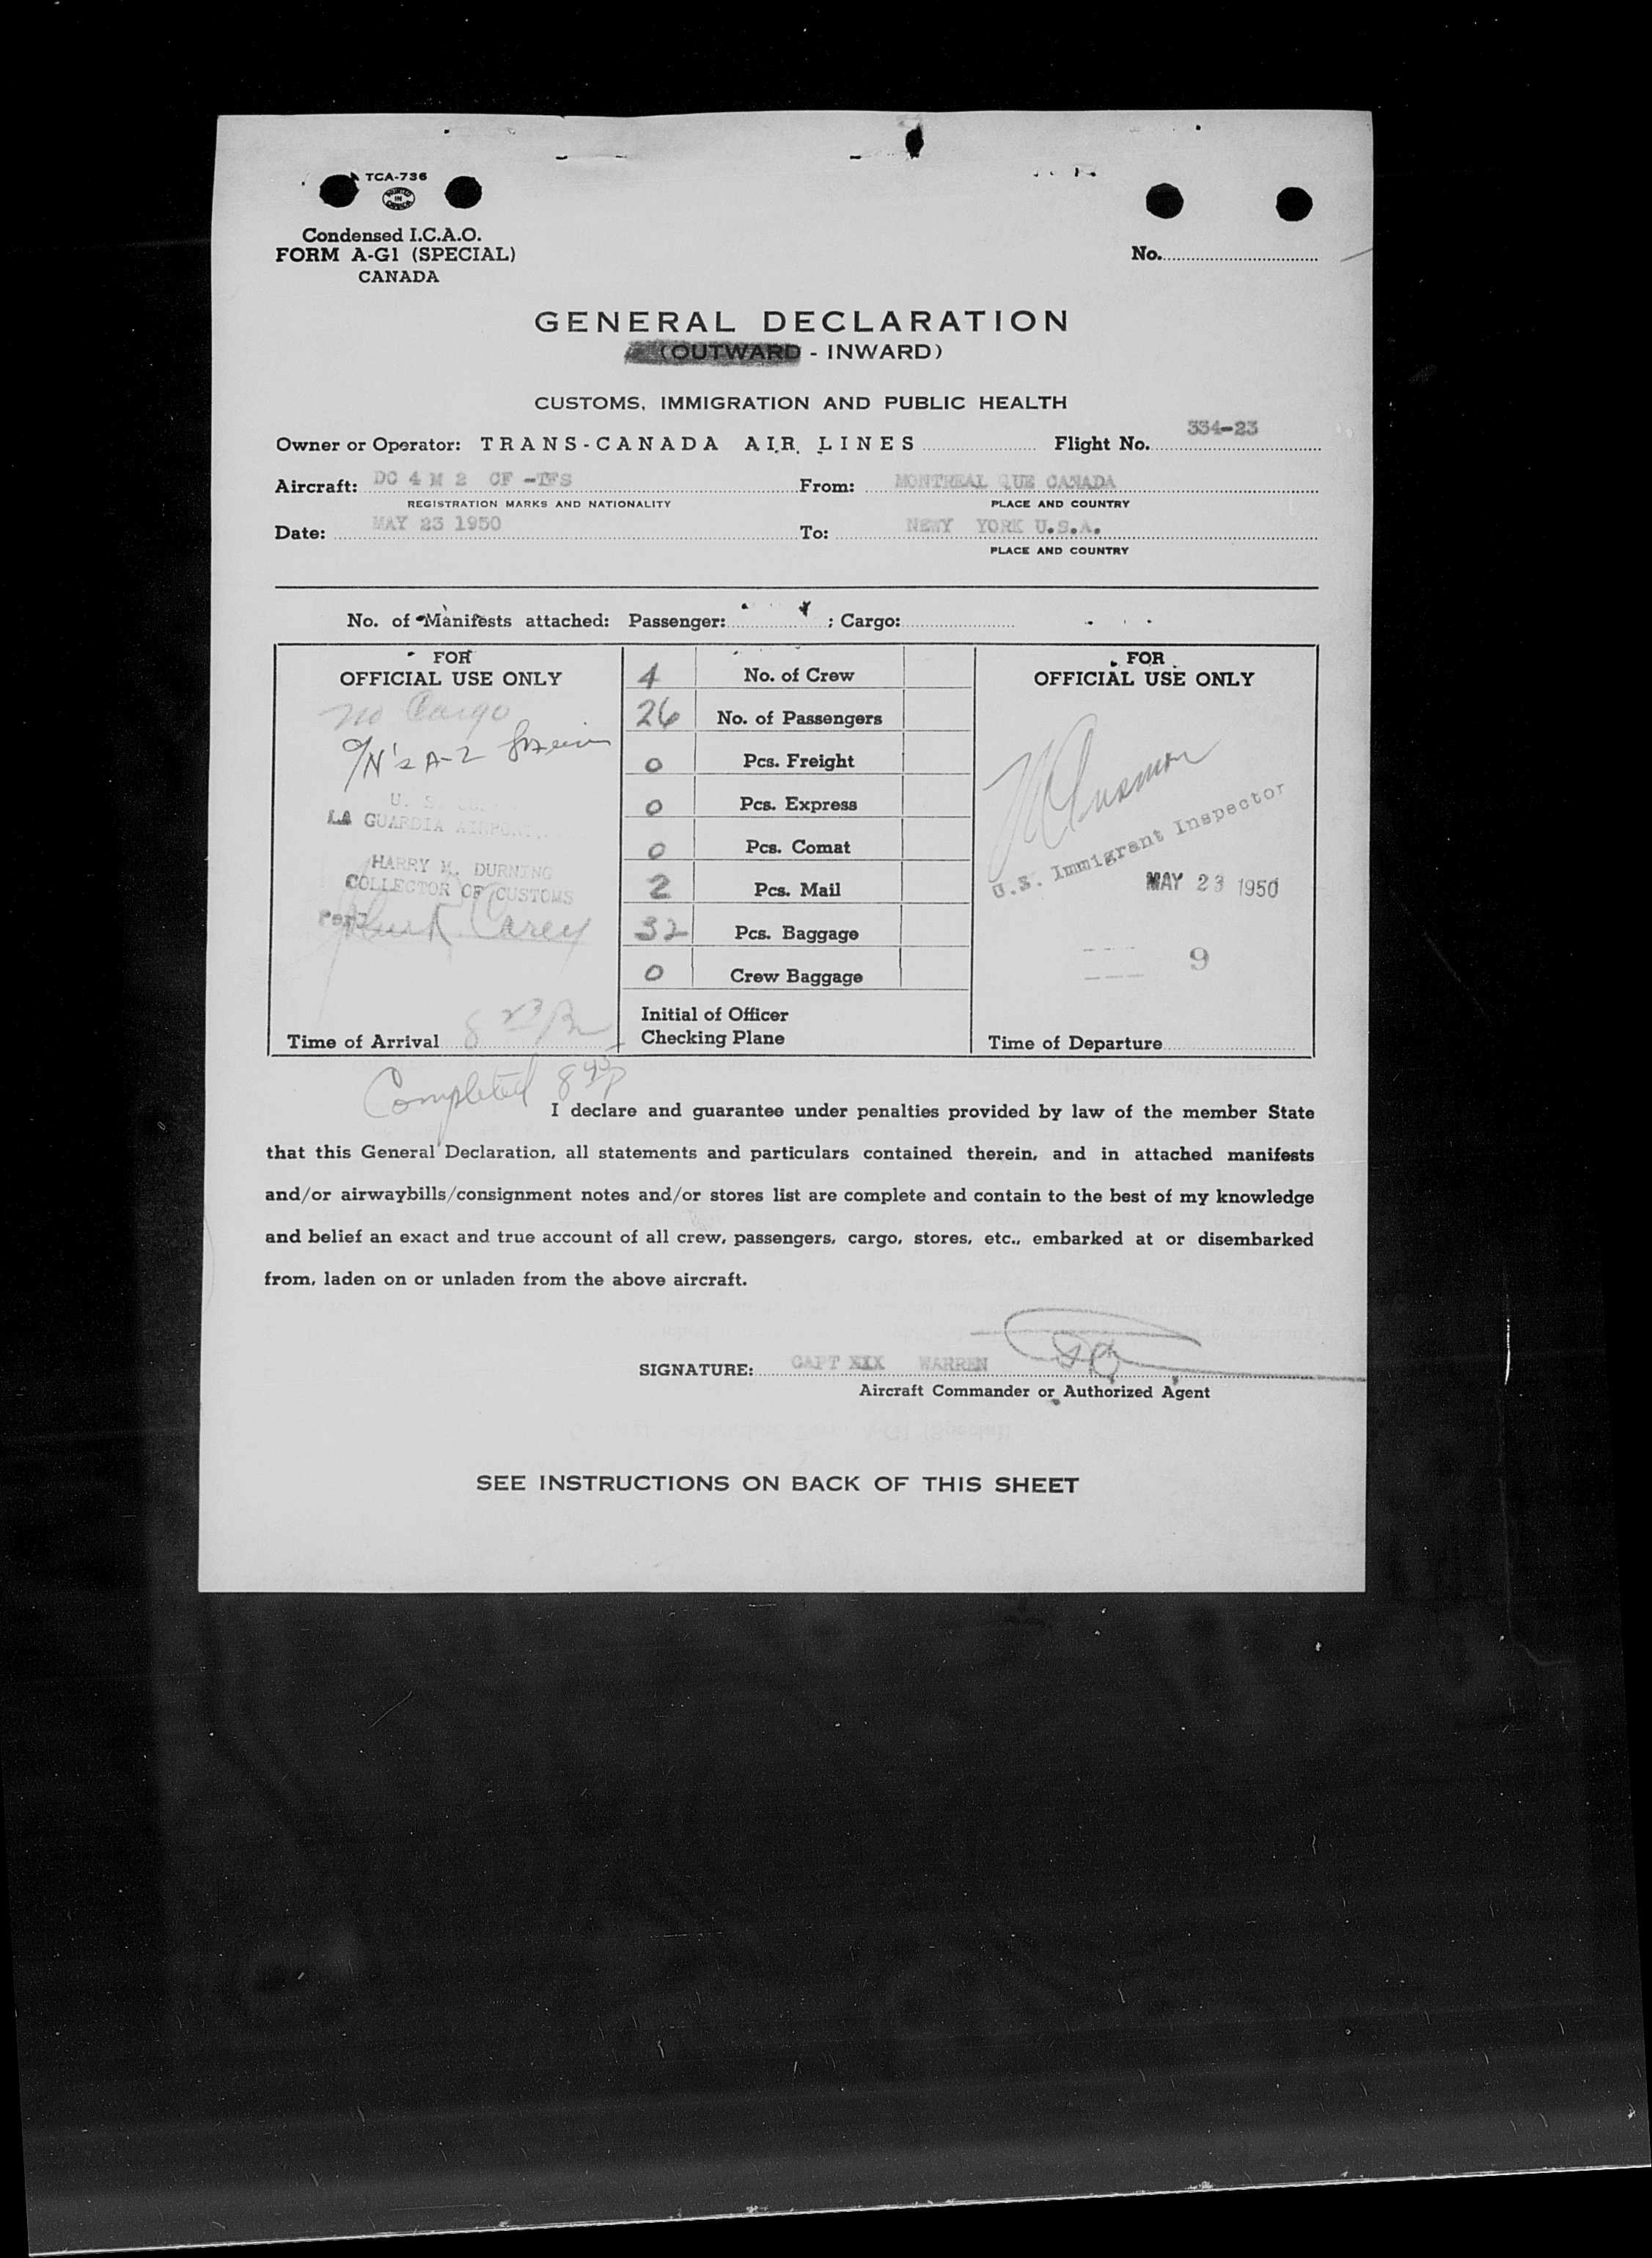 TCA-736
PRINTED IN CANADA
Condensed I.C.A.O.
FORM A-G1 (SPECIAL)
CANADA
No.
GENERAL DECLARATION
(OUTWARD - INWARD)
CUSTOMS, IMMIGRATION AND PUBLIC HEALTH
Owner or Operator: TRANS-CANADA AIR LINES Flight No. 334-23
Aircraft: DC 4 M 2 CF -TFS From: MONTREAL QUE CANADA
REGISTRATION MARKS AND NATIONALITY PLACE AND COUNTRY
Date: MAY 23 1950 To: NEWY YORK U.S.A.
PLACE AND COUNTRY
No. of Manifests attached: Passenger: ; Cargo:
FOR
OFFICIAL USE ONLY
No Cargo
A-2
U. S.
LA GUARDIA AIRPORT
HARRY M. DURNING
COLLECTOR OF CUSTOMS
Per
Carey
Time of Arrival 8
4 No. of Crew
26 No. of Passengers
0 Pcs. Freight
0 Pcs. Express
0 Pcs. Comat
2 Pcs. Mail
32 Pcs. Baggage
0 Crew Baggage
Initial of Officer
Checking Plane
FOR
OFFICIAL USE ONLY
U.S. Immigrant Inspector
MAY 23 1950
9
Time of Departure
Completed 8 45 P
I declare and guarantee under penalties provided by law of the member State
that this General Declaration, all statements and particulars contained therein, and in attached manifests
and/or airwaybills/consignment notes and/or stores list are complete and contain to the best of my knowledge
and belief an exact and true account of all crew, passengers, cargo, stores, etc., embarked at or disembarked
from, laden on or unladen from the above aircraft.
SIGNATURE: CAPT XXX WARREN
Aircraft Commander or Authorized Agent
SEE INSTRUCTIONS ON BACK OF THIS SHEET